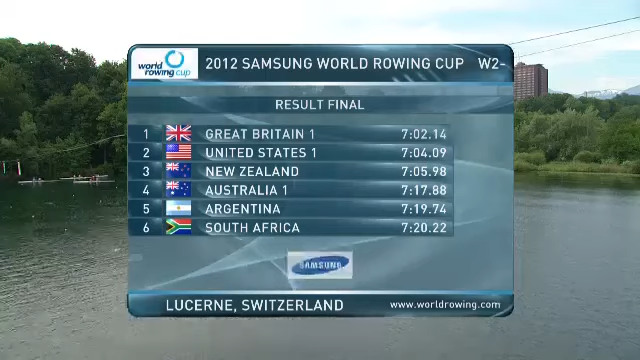 world rowing cup
2012 SAMSUNG WORLD ROWING CUP W2-
RESULT FINAL
1 GREAT BRITAIN 1 7:02.14
2 UNITED STATES 1 7:04.09
3 NEW ZEALAND 7:05.98
4 AUSTRALIA 1 7:17.88
5 ARGENTINA 7:19.74
6 SOUTH AFRICA 7:20.22
SAMSUNG
LUCERNE, SWITZERLAND www.worldrowing.com